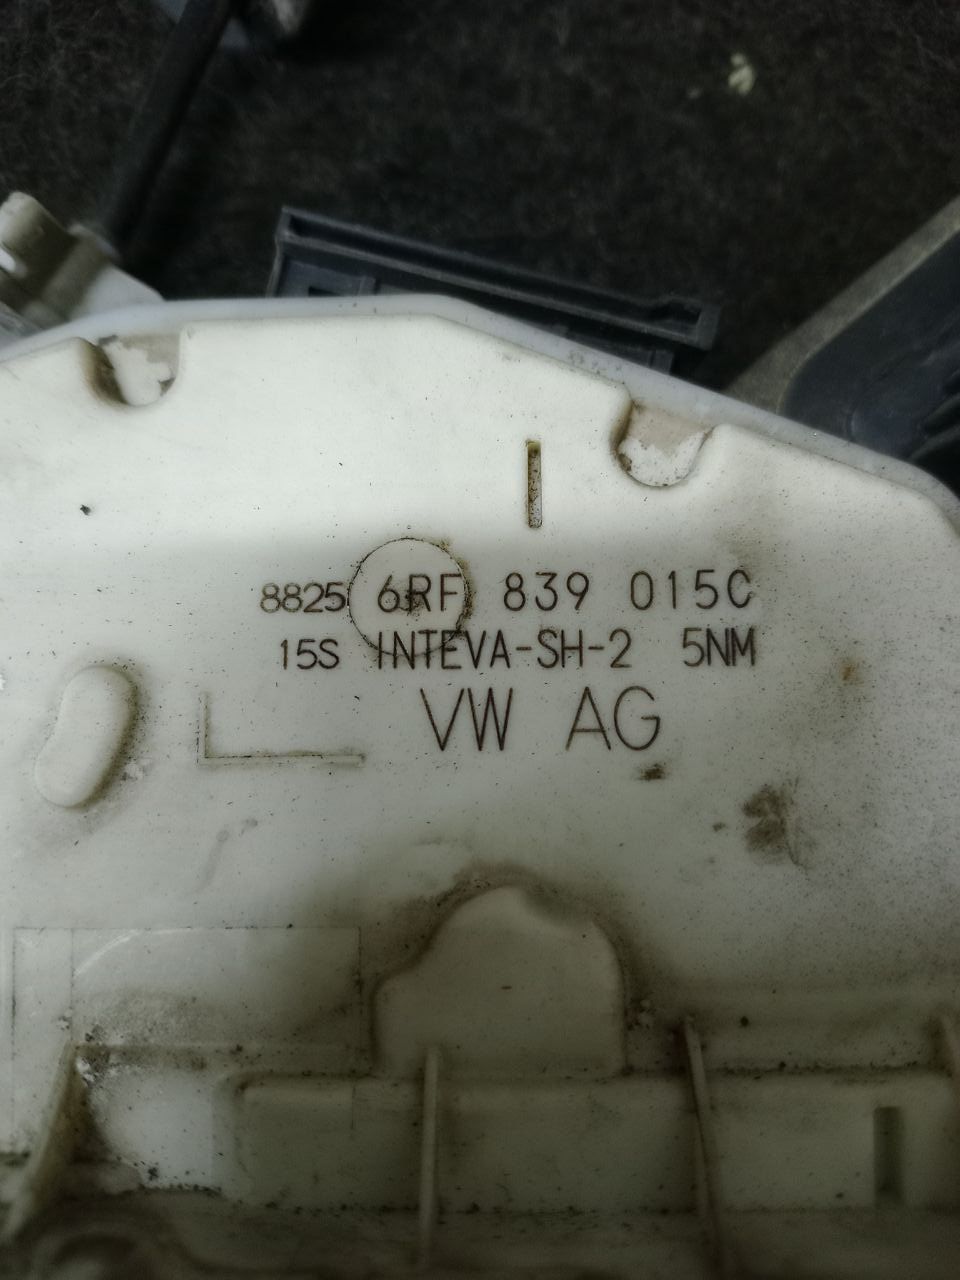 8825 6RF 839 015C
15S INTEVA-SH-2 5NM
VW AG